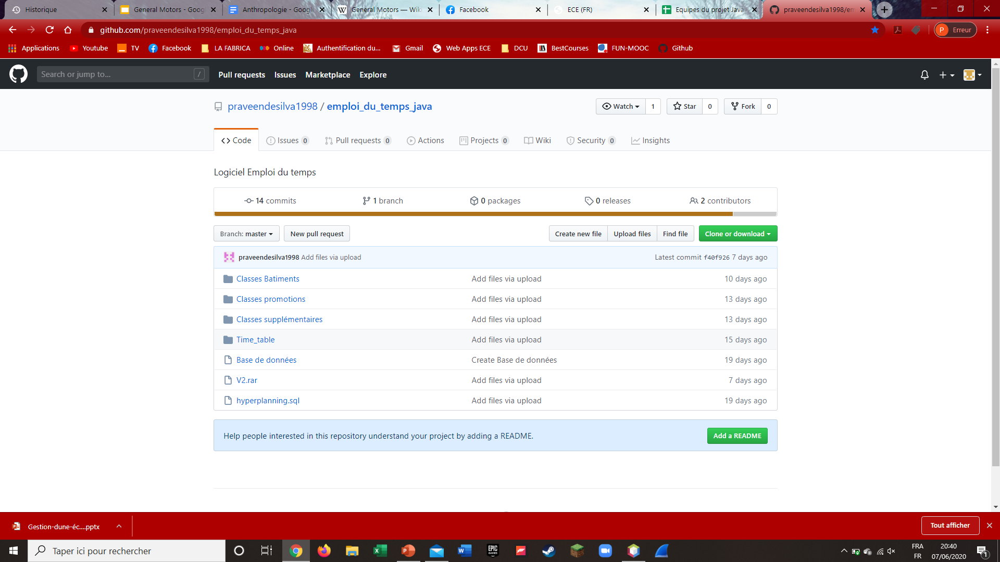 Historique
General Motors - Goog
Anthropologie - Google
General Motors — Wiki
Facebook
ECE (FR)
Equipes du projet Java
praveendesilva1998/em
github.com/praveendesilva1998/emploi_du_temps_java
P Erreur
Applications Youtube TV Facebook LA FABRICA Online Authentification du... Gmail Web Apps ECE DCU BestCourses FUN-MOOC Github
Search or jump to... / Pull requests Issues Marketplace Explore
praveendesilva1998 / emploi_du_temps_java
Watch 1 Star 0 Fork 0
Code Issues 0 Pull requests 0 Actions Projects 0 Wiki Security 0 Insights
Logiciel Emploi du temps
14 commits 1 branch 0 packages 0 releases 2 contributors
Branch: master New pull request Create new file Upload files Find file Clone or download
praveendesilva1998 Add files via upload Latest commit f40f926 7 days ago
Classes Batiments Add files via upload 10 days ago
Classes promotions Add files via upload 13 days ago
Classes supplémentaires Add files via upload 13 days ago
Time_table Add files via upload 15 days ago
Base de données Create Base de données 19 days ago
V2.rar Add files via upload 7 days ago
hyperplanning.sql Add files via upload 19 days ago
Help people interested in this repository understand your project by adding a README. Add a README
Gestion-dune-éc....pptx Tout afficher
Taper ici pour rechercher
EPIC GAMES
FRA 20:40
FR 07/06/2020 1